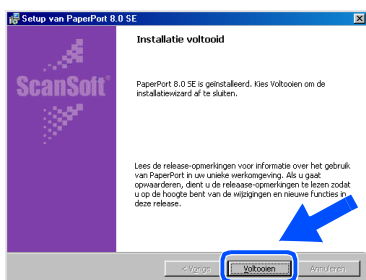 Setup van PaperPort 8.0 SE
Installatie voltooid
ScanSoft®
PaperPort 8.0 SE is geïnstalleerd. Kies Voltooien om de
installatiewizard af te sluiten.
Lees de release-opmerkingen voor informatie over het gebruik
van PaperPort in uw unieke werkomgeving. Als u gaat
opwaarderen, dient u de releaase-opmerkingen te lezen zodat
u op de hoogte bent van de wijzigingen en nieuwe functies in
deze release.
< Vorige
Voltooien
Annuleren